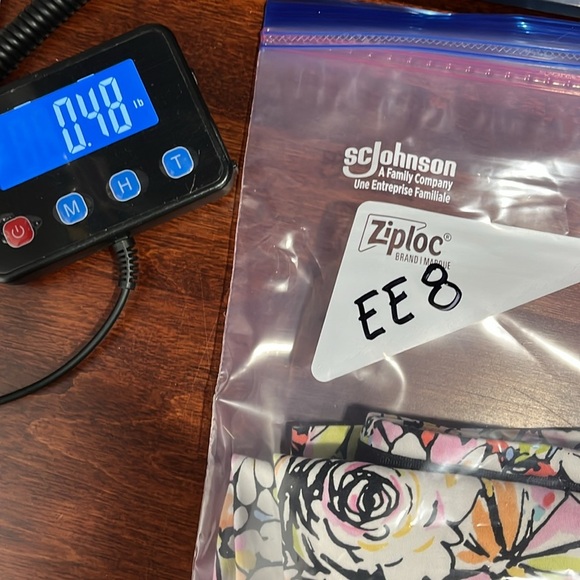 0.48 lb
M H T
scJohnson
A Family Company
Une Entreprise Familiale
Ziploc®
BRAND | MARQUE
EE8